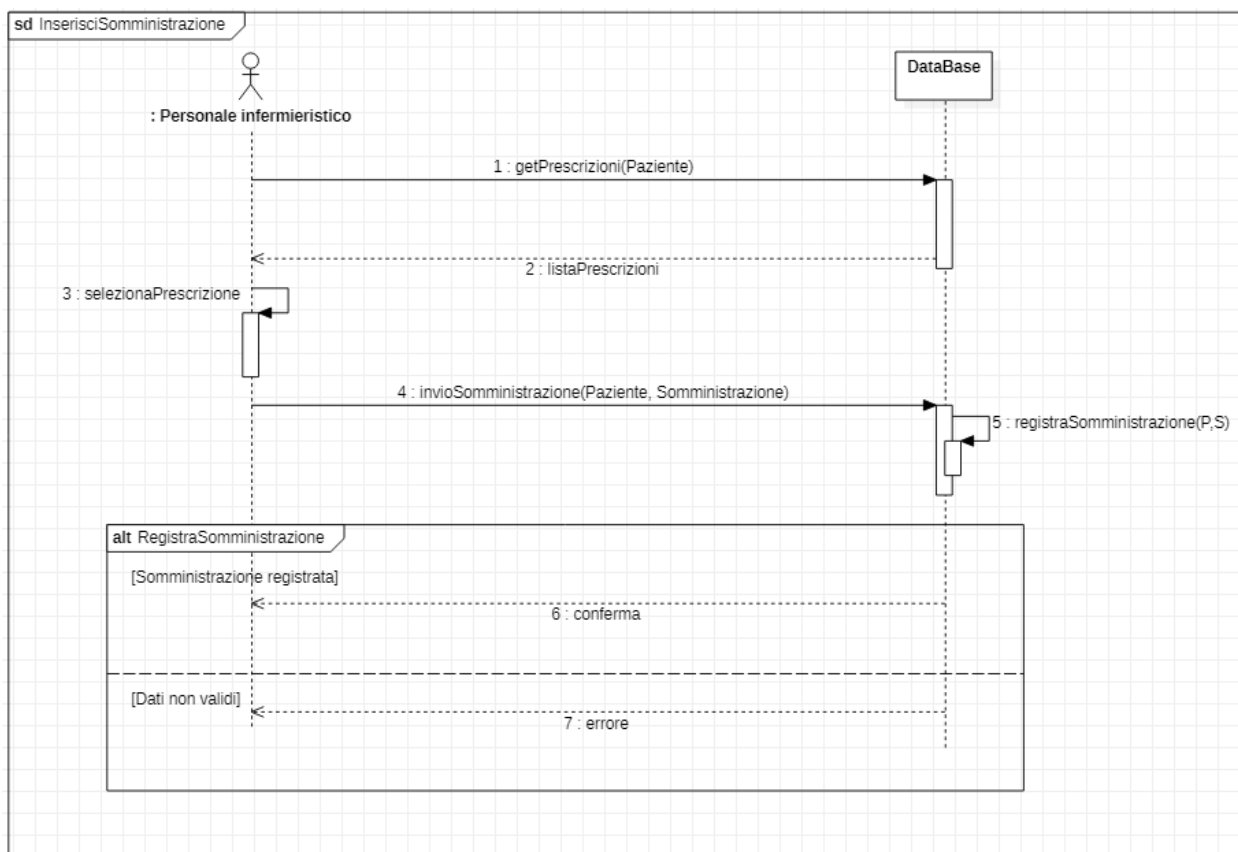 sd InserisciSomministrazione
DataBase
: Personale infermieristico
1 : getPrescrizioni(Paziente)
2 : listaPrescrizioni
3 : selezionaPrescrizione
4 : invioSomministrazione(Paziente, Somministrazione)
5 : registraSomministrazione(P,S)
alt RegistraSomministrazione
[Somministrazione registrata]
6 : conferma
[Dati non validi]
7 : errore